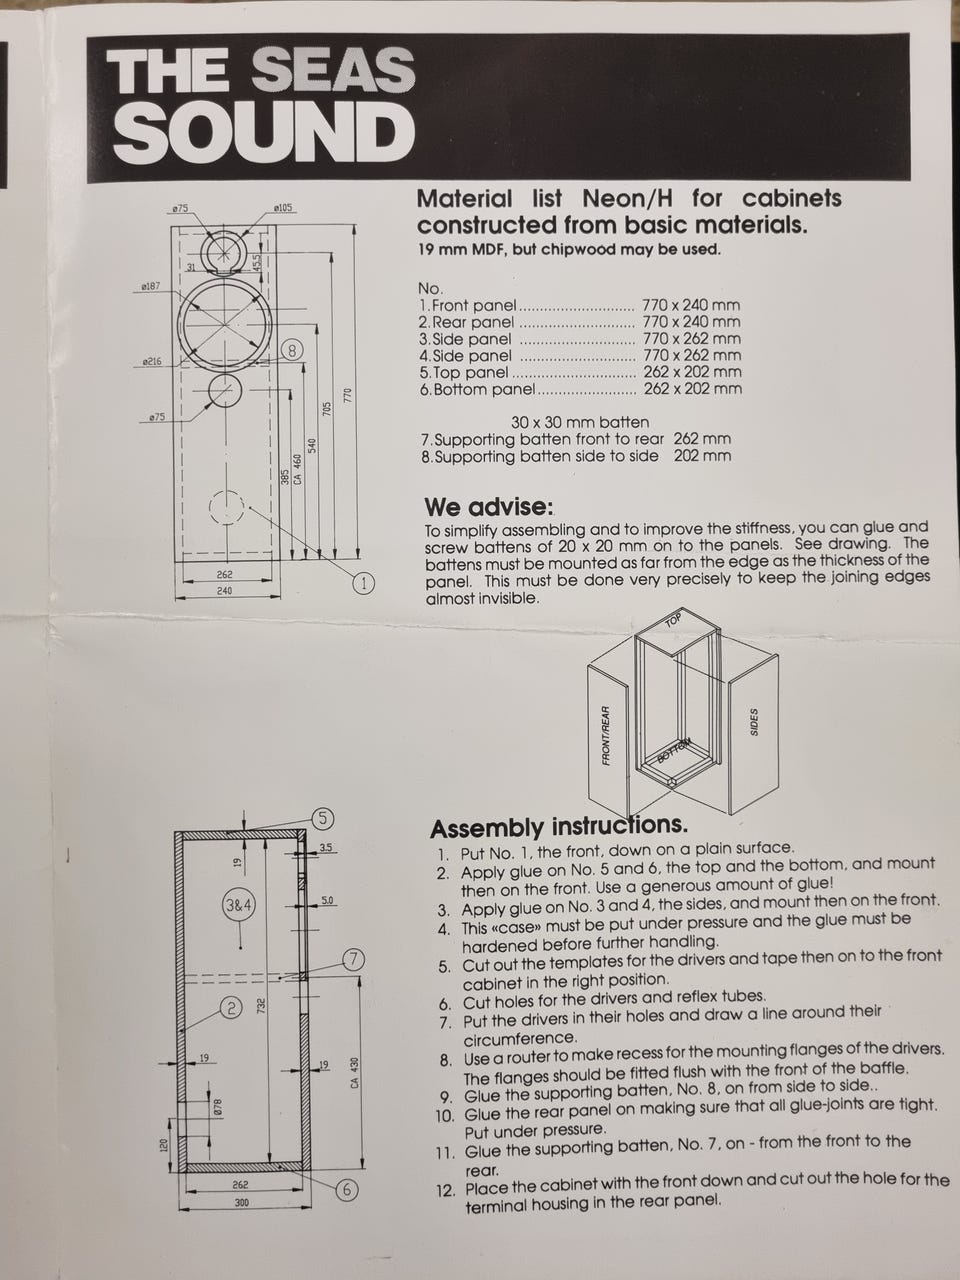 THE SEAS
SOUND
Material list Neon/H for cabinets
constructed from basic materials.
19 mm MDF, but chipwood may be used.
No.
1.Front panel............................ 770 x 240 mm
2.Rear panel ............................ 770 x 240 mm
3.Side panel ............................ 770 x 262 mm
4.Side panel ............................ 770 x 262 mm
5.Top panel.............................. 262 x 202 mm
6.Bottom panel........................ 262 x 202 mm
30 x 30 mm batten
7.Supporting batten front to rear 262 mm
8.Supporting batten side to side 202 mm
We advise:
To simplify assembling and to improve the stiffness, you can glue and
screw battens of 20 x 20 mm on to the panels. See drawing. The
battens must be mounted as far from the edge as the thickness of the
panel. This must be done very precisely to keep the joining edges
almost invisible.
ø75
ø105
31
45.5
ø187
8
ø216
ø75
385
CA 460
540
705
770
262
240
1
TOP
FRONT/REAR
BOTTOM
SIDES
5
3.5
19
3&4
5.0
7
2
732
19
19
CA 430
Ø78
120
262
300
6
Assembly instructions.
1. Put No. 1, the front, down on a plain surface.
2. Apply glue on No. 5 and 6, the top and the bottom, and mount
then on the front. Use a generous amount of glue!
3. Apply glue on No. 3 and 4, the sides, and mount then on the front.
4. This «case» must be put under pressure and the glue must be
hardened before further handling.
5. Cut out the templates for the drivers and tape then on to the front
cabinet in the right position.
6. Cut holes for the drivers and reflex tubes.
7. Put the drivers in their holes and draw a line around their
circumference.
8. Use a router to make recess for the mounting flanges of the drivers.
The flanges should be fitted flush with the front of the baffle.
9. Glue the supporting batten, No. 8, on from side to side..
10. Glue the rear panel on making sure that all glue-joints are tight.
Put under pressure.
11. Glue the supporting batten, No. 7, on - from the front to the
rear.
12. Place the cabinet with the front down and cut out the hole for the
terminal housing in the rear panel.